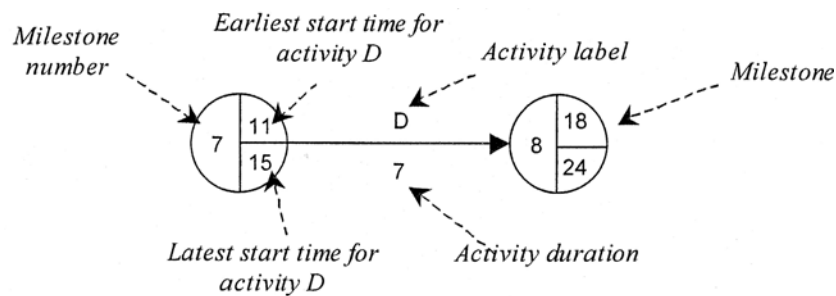 Milestone
number
Earliest start time for
activity D
Activity label
Milestone
7
11
15
D
7
8
18
24
Latest start time for
activity D
Activity duration